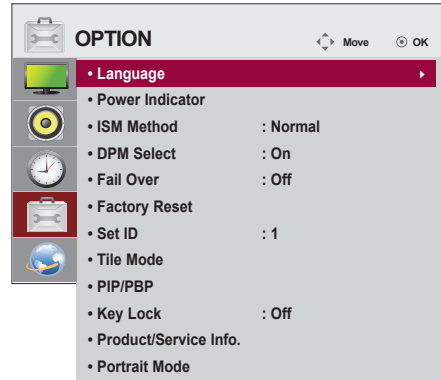 OPTION Move OK
• Language
• Power Indicator
• ISM Method : Normal
• DPM Select : On
• Fail Over : Off
• Factory Reset
• Set ID : 1
• Tile Mode
• PIP/PBP
• Key Lock : Off
• Product/Service Info.
• Portrait Mode